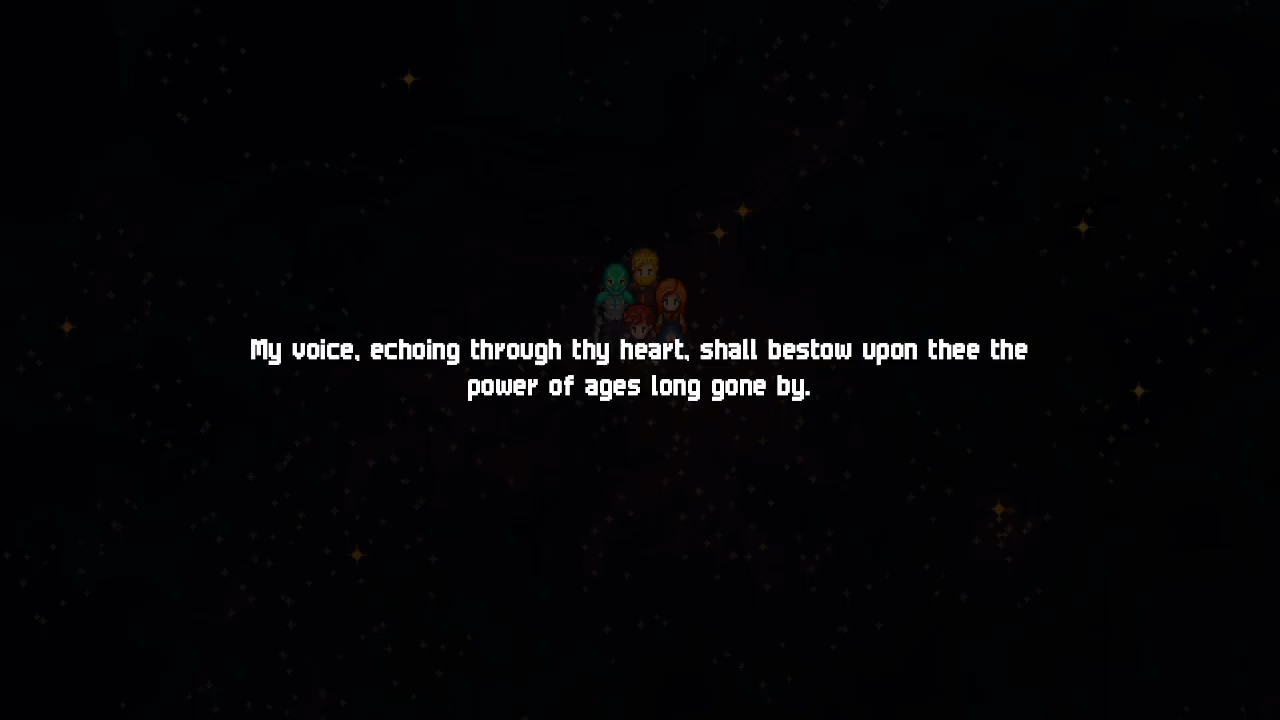 My voice, echoing through thy heart, shall bestow upon thee the
power of ages long gone by.